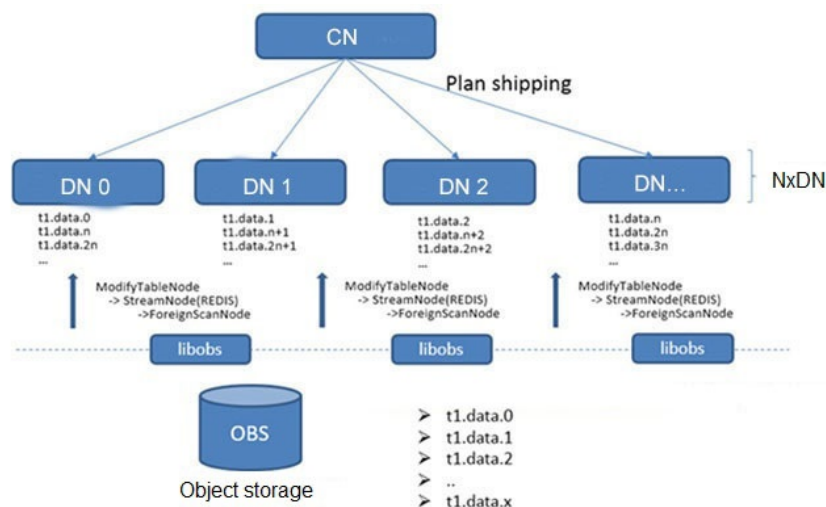 CN
Plan shipping
DN 0
DN 1
DN 2
DN...
NxDN
t1.data.0
t1.data.n
t1.data.2n
...
t1.data.1
t1.data.n+1
t1.data.2n+1
...
t1.data.2
t1.data.n+2
t1.data.2n+2
...
t1.data.n
t1.data.2n
t1.data.3n
...
ModifyTableNode
-> StreamNode(REDIS)
->ForeignScanNode
ModifyTableNode
-> StreamNode(REDIS)
->ForeignScanNode
ModifyTableNode
-> StreamNode(REDIS)
->ForeignScanNode
libobs
libobs
libobs
OBS
Object storage
➢ t1.data.0
➢ t1.data.1
➢ t1.data.2
➢ ..
➢ t1.data.x